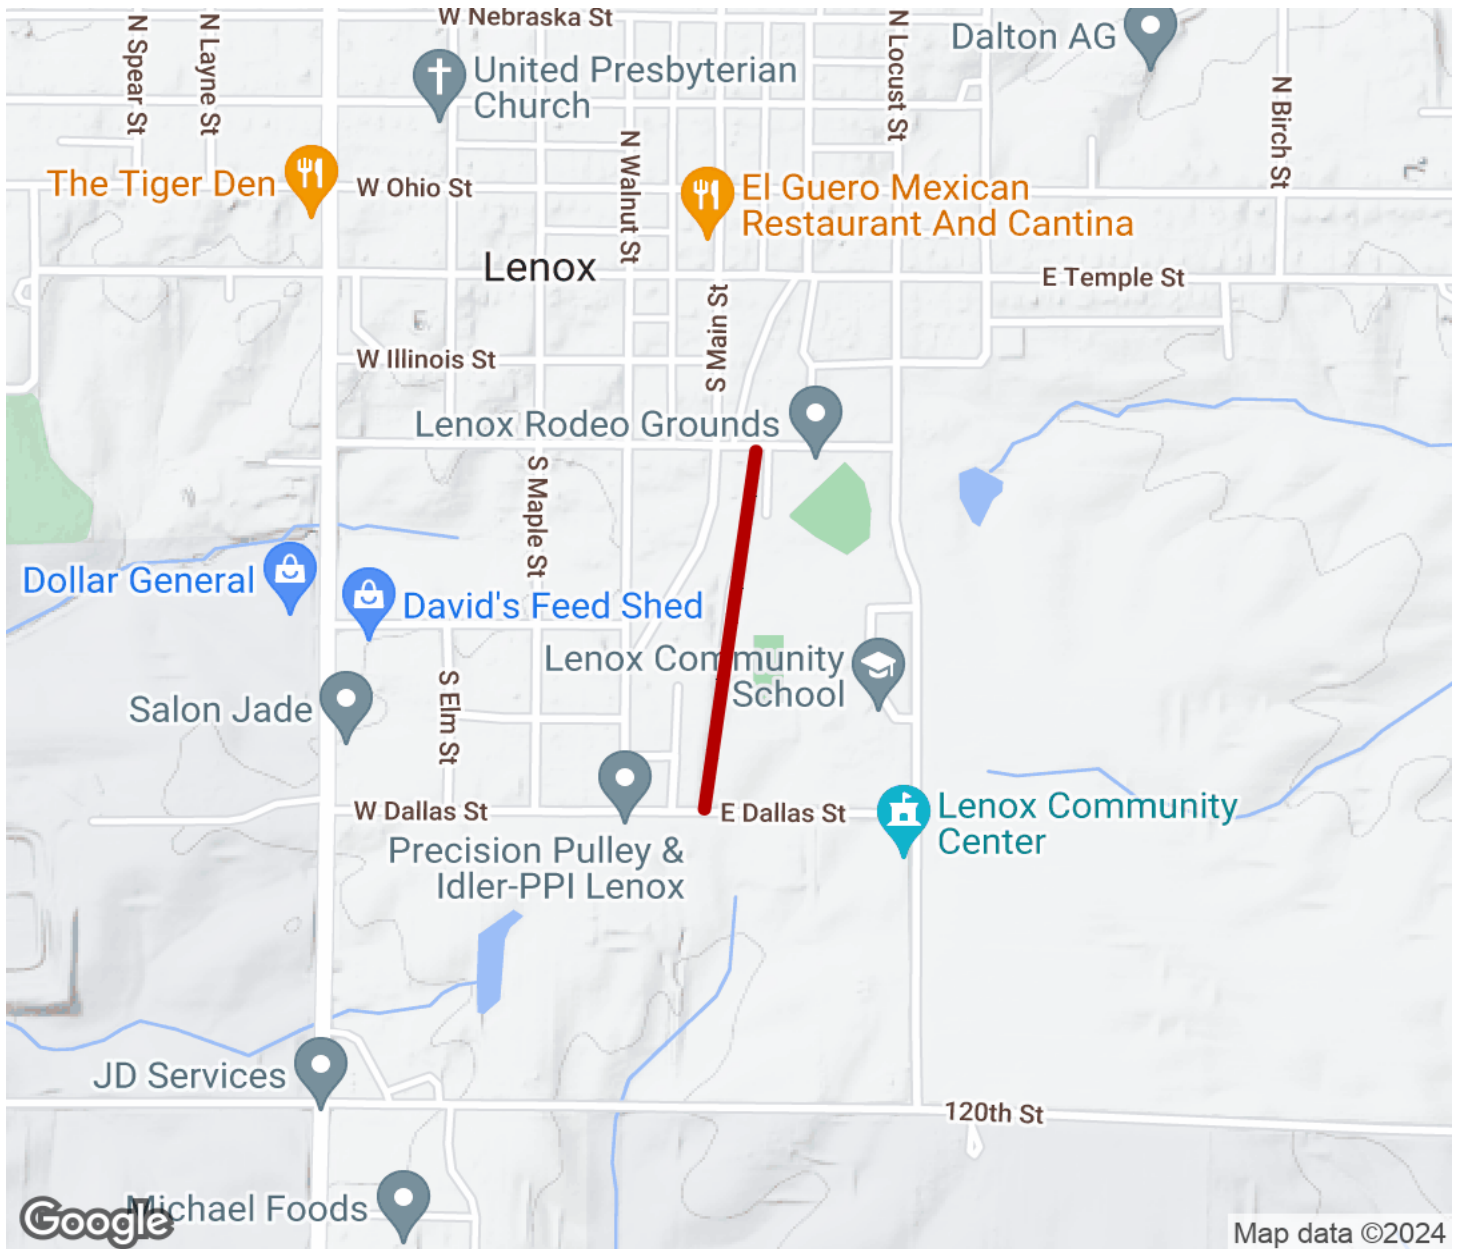 W Nebraska St
N Spear St
N Layne St
N Locust St
Dalton AG
United Presbyterian
Church
N Birch St
N Walnut St
The Tiger Den
W Ohio St
El Guero Mexican
Restaurant And Cantina
Lenox
E Temple St
S Main St
W Illinois St
Lenox Rodeo Grounds
S Maple St
Dollar General
David's Feed Shed
Lenox Community
School
S Elm St
Salon Jade
W Dallas St
E Dallas St
Lenox Community
Center
Precision Pulley &
Idler-PPI Lenox
JD Services
120th St
Michael Foods
Google
Map data ©2024